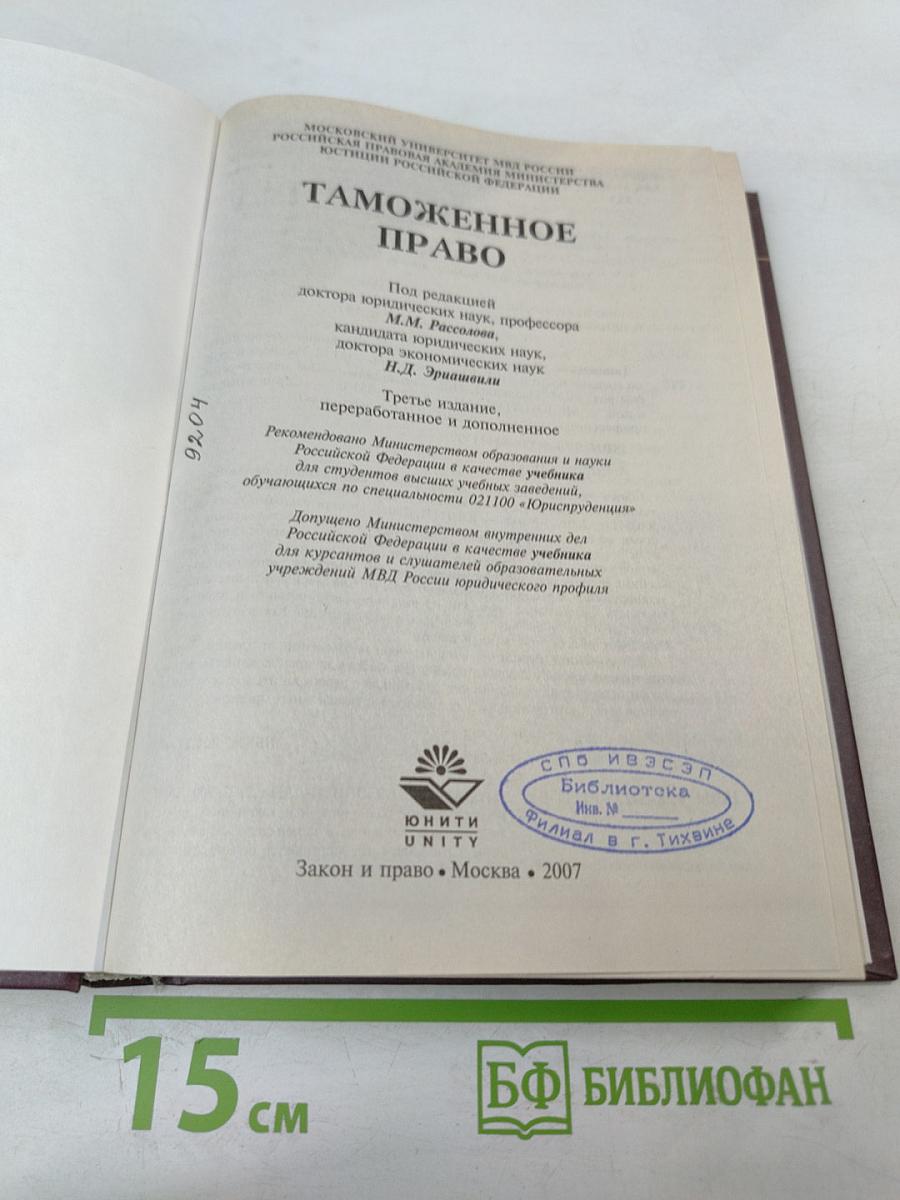 МОСКОВСКИЙ УНИВЕРСИТЕТ МВД РОССИИ
РОССИЙСКАЯ ПРАВОВАЯ АКАДЕМИЯ МИНИСТЕРСТВА
ЮСТИЦИИ РОССИЙСКОЙ ФЕДЕРАЦИИ
ТАМОЖЕННОЕ
ПРАВО
Под редакцией
доктора юридических наук, профессора
М.М. Рассолова,
кандидата юридических наук,
доктора экономических наук
Н.Д. Эриашвили
Третье издание,
переработанное и дополненное
9204
Рекомендовано Министерством образования и науки
Российской Федерации в качестве учебника
для студентов высших учебных заведений,
обучающихся по специальности 021100 «Юриспруденция»
Допущено Министерством внутренних дел
Российской Федерации в качестве учебника
для курсантов и слушателей образовательных
учреждений МВД России юридического профиля
ЮНИТИ
UNITY
СПб ИВЭСЭП
Библиотека
Инв. №
Филиал в г. Тихвине
Закон и право • Москва • 2007
15 см
БФ БИБЛИОФАН